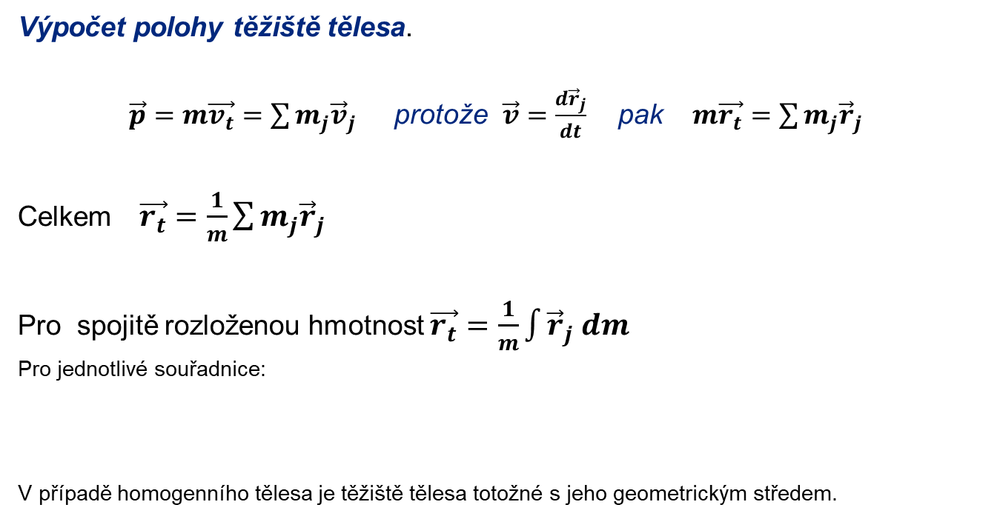 Výpočet polohy těžiště tělesa.
$\vec{p} = m\overrightarrow{v_t} = \sum m_j \vec{v}_j$ protože $\vec{v} = \frac{d\vec{r}_j}{dt}$ pak $m\overrightarrow{r_t} = \sum m_j \vec{r}_j$
Celkem $\overrightarrow{r_t} = \frac{1}{m} \sum m_j \vec{r}_j$
Pro spojitě rozloženou hmotnost $\overrightarrow{r_t} = \frac{1}{m} \int \vec{r}_j \, dm$
Pro jednotlivé souřadnice:
V případě homogenního tělesa je těžiště tělesa totožné s jeho geometrickým středem.